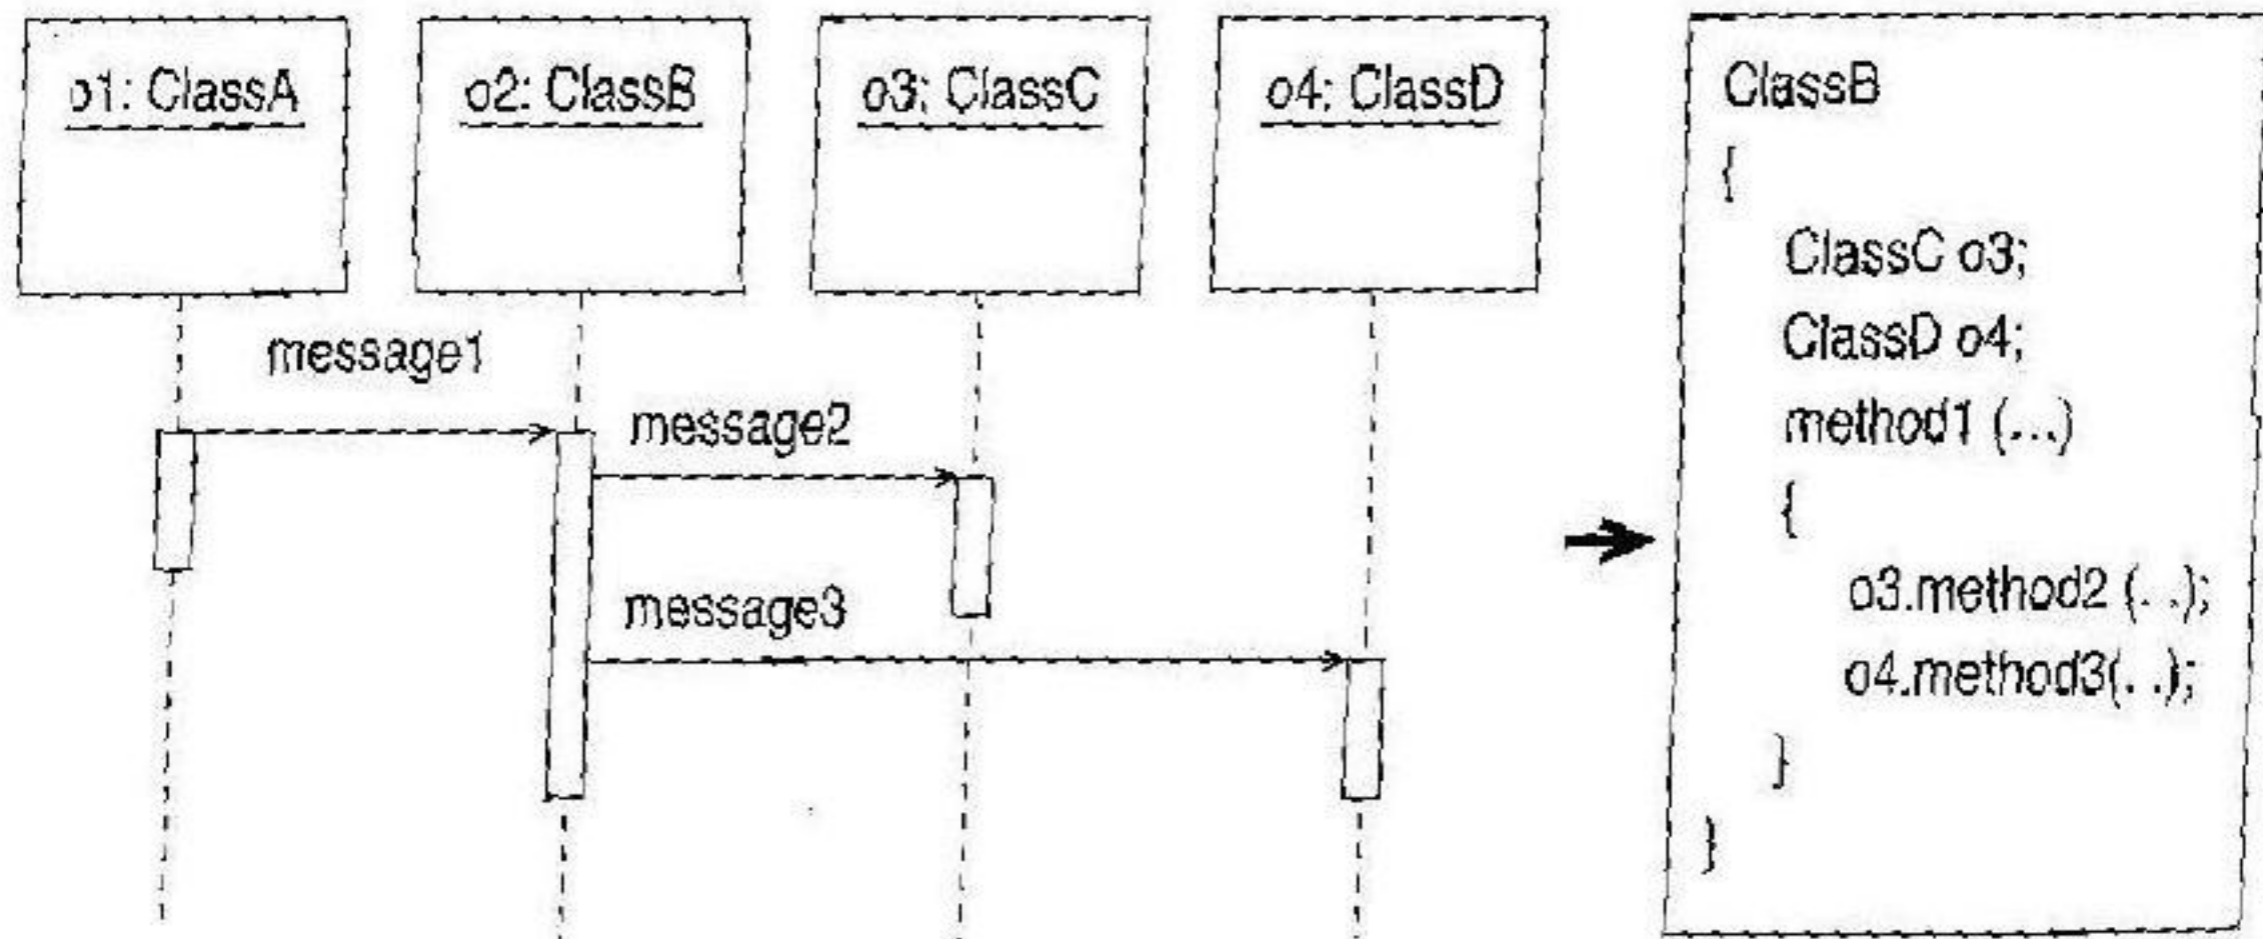 o1: ClassA
o2: ClassB
o3: ClassC
o4: ClassD
message1
message2
message3
ClassB
{
ClassC o3;
ClassD o4;
method1 (...)
{
o3.method2 (. .);
o4.method3(. .);
}
}